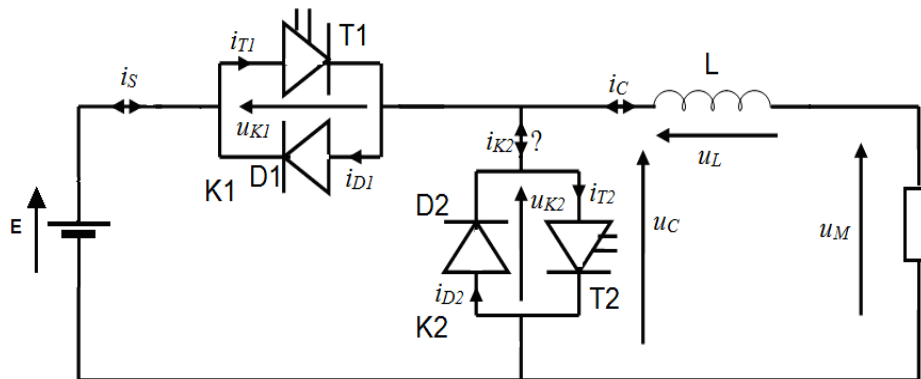 iT1
T1
iS
uK1
D1
iD1
K1
iC
L
uL
iK2
?
D2
uK2
iT2
T2
iD2
K2
uC
uM
E